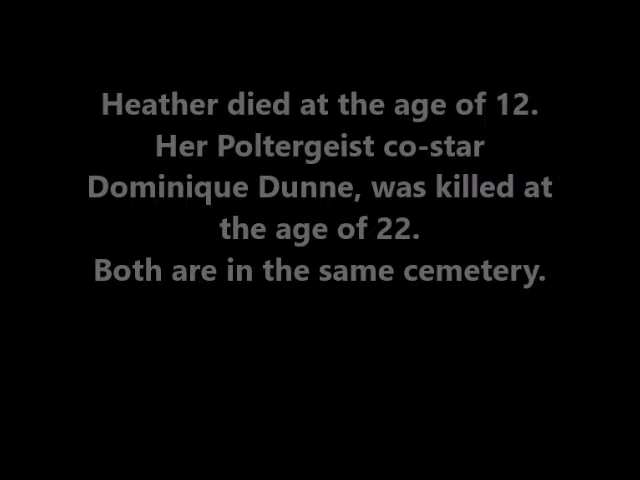 Heather died at the age of 12.
Her Poltergeist co-star
Dominique Dunne, was killed at
the age of 22.
Both are in the same cemetery.